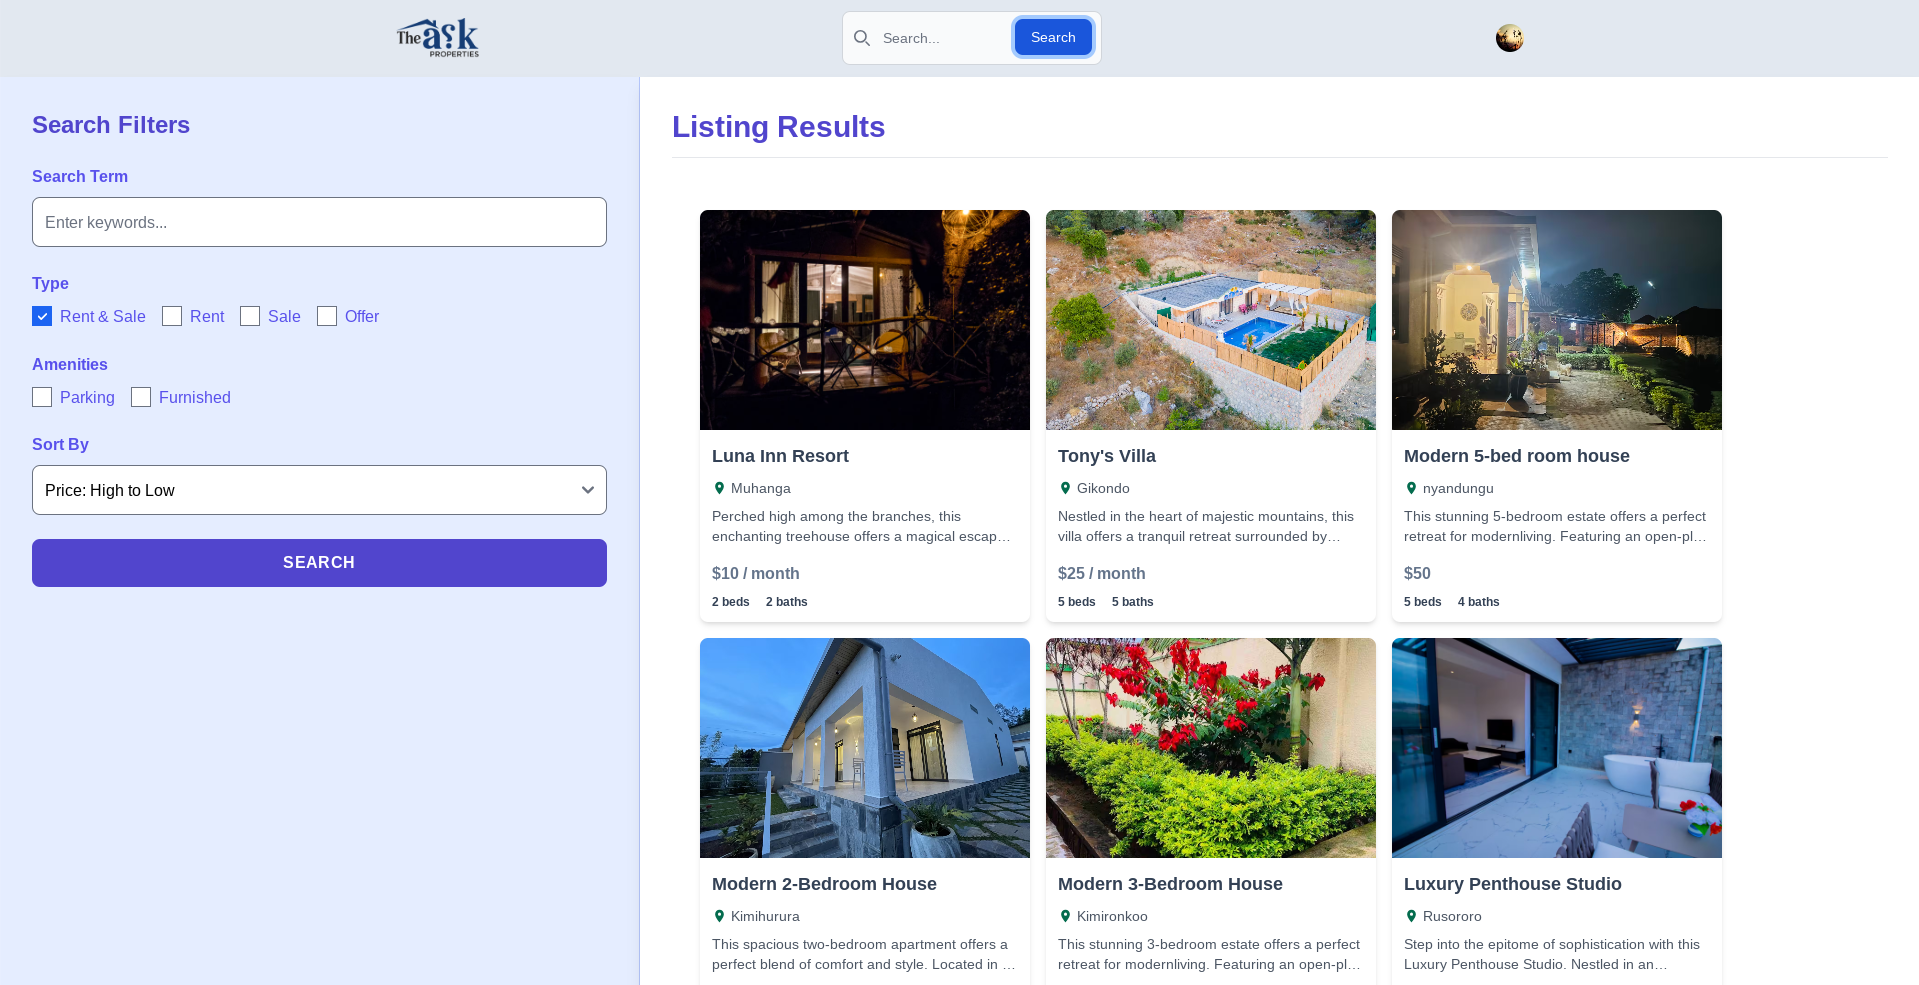 The ask
PROPERTIES
Search...
Search
Search Filters
Search Term
Enter keywords...
Type
Rent & Sale
Rent
Sale
Offer
Amenities
Parking
Furnished
Sort By
Price: High to Low
SEARCH
Listing Results
Luna Inn Resort
Muhanga
Perched high among the branches, this
enchanting treehouse offers a magical escap…
$10 / month
2 beds 2 baths
Tony's Villa
Gikondo
Nestled in the heart of majestic mountains, this
villa offers a tranquil retreat surrounded by…
$25 / month
5 beds 5 baths
Modern 5-bed room house
nyandungu
This stunning 5-bedroom estate offers a perfect
retreat for modernliving. Featuring an open-pl…
$50
5 beds 4 baths
Modern 2-Bedroom House
Kimihurura
This spacious two-bedroom apartment offers a
perfect blend of comfort and style. Located in …
Modern 3-Bedroom House
Kimironkoo
This stunning 3-bedroom estate offers a perfect
retreat for modernliving. Featuring an open-pl…
Luxury Penthouse Studio
Rusororo
Step into the epitome of sophistication with this
Luxury Penthouse Studio. Nestled in an…